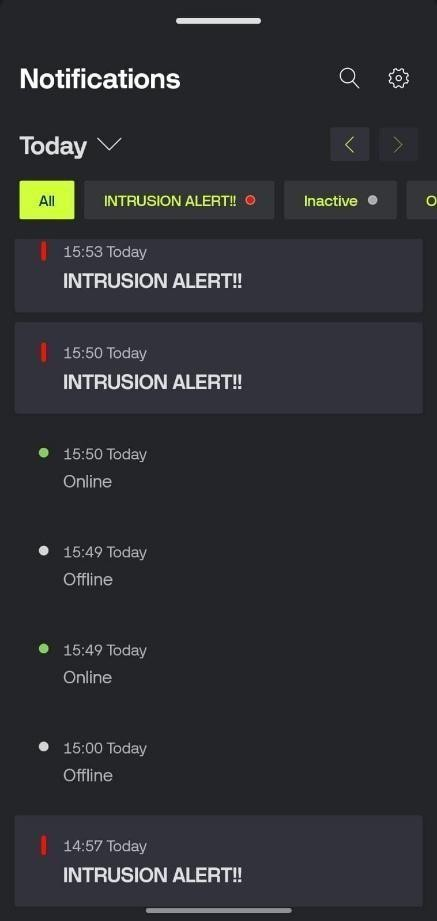 Notifications
Today
All
INTRUSION ALERT!!
Inactive
O
15:53 Today
INTRUSION ALERT!!
15:50 Today
INTRUSION ALERT!!
15:50 Today
Online
15:49 Today
Offline
15:49 Today
Online
15:00 Today
Offline
14:57 Today
INTRUSION ALERT!!